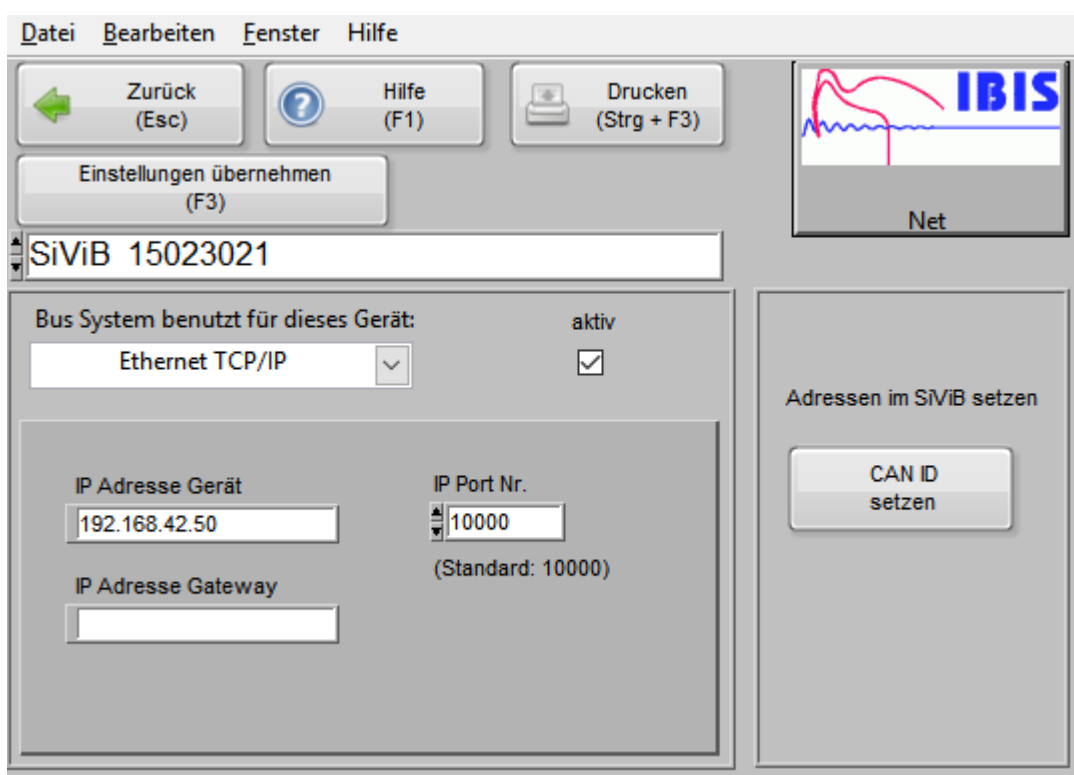 Datei Bearbeiten Fenster Hilfe
Zurück
(Esc)
Hilfe
(F1)
Drucken
(Strg + F3)
IBIS
Net
Einstellungen übernehmen
(F3)
SiViB 15023021
Bus System benutzt für dieses Gerät:
aktiv
Ethernet TCP/IP
IP Adresse Gerät
192.168.42.50
IP Port Nr.
10000
(Standard: 10000)
IP Adresse Gateway
Adressen im SiViB setzen
CAN ID
setzen